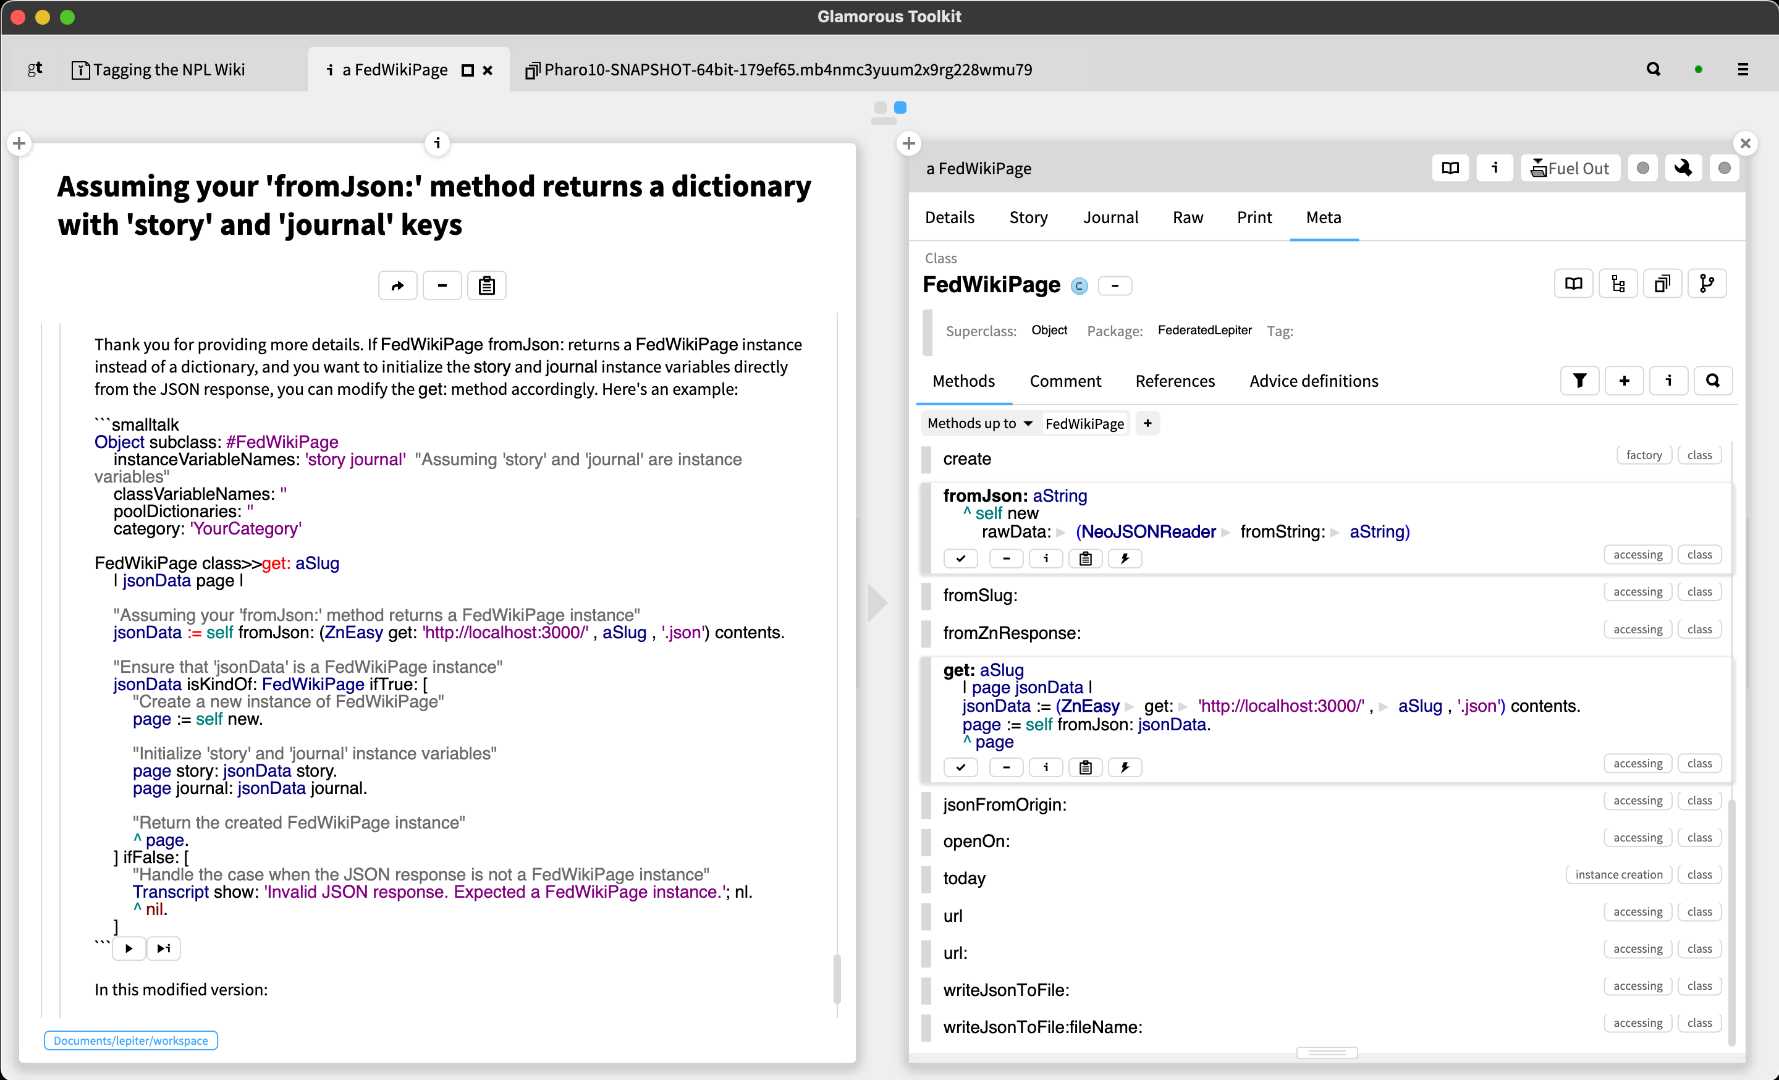 Glamorous Toolkit
gt
Tagging the NPL Wiki
i a FedWikiPage
Pharo10-SNAPSHOT-64bit-179ef65.mb4nmc3yuum2x9rg228wmu79
i
Assuming your 'fromJson:' method returns a dictionary
with 'story' and 'journal' keys
Thank you for providing more details. If FedWikiPage fromJson: returns a FedWikiPage instance
instead of a dictionary, and you want to initialize the story and journal instance variables directly
from the JSON response, you can modify the get: method accordingly. Here's an example:
```smalltalk
Object subclass: #FedWikiPage
instanceVariableNames: 'story journal' "Assuming 'story' and 'journal' are instance
variables"
classVariableNames: ''
poolDictionaries: ''
category: 'YourCategory'
FedWikiPage class>>get: aSlug
| jsonData page |
"Assuming your 'fromJson:' method returns a FedWikiPage instance"
jsonData := self fromJson: (ZnEasy get: 'http://localhost:3000/' , aSlug , '.json') contents.
"Ensure that 'jsonData' is a FedWikiPage instance"
jsonData isKindOf: FedWikiPage ifTrue: [
"Create a new instance of FedWikiPage"
page := self new.
"Initialize 'story' and 'journal' instance variables"
page story: jsonData story.
page journal: jsonData journal.
"Return the created FedWikiPage instance"
^ page.
] ifFalse: [
"Handle the case when the JSON response is not a FedWikiPage instance"
Transcript show: 'Invalid JSON response. Expected a FedWikiPage instance.'; nl.
^ nil.
]
```
i
In this modified version:
Documents/lepiter/workspace
a FedWikiPage
i
Fuel Out
Details Story Journal Raw Print Meta
Class
FedWikiPage C
Superclass: Object Package: FederatedLepiter Tag:
Methods Comment References Advice definitions
i
Methods up to FedWikiPage +
create factory class
fromJson: aString
^ self new
rawData: (NeoJSONReader fromString: aString)
i
accessing class
fromSlug: accessing class
fromZnResponse: accessing class
get: aSlug
| page jsonData |
jsonData := (ZnEasy get: 'http://localhost:3000/' , aSlug , '.json') contents.
page := self fromJson: jsonData.
^ page
i
accessing class
jsonFromOrigin: accessing class
openOn: accessing class
today instance creation class
url accessing class
url: accessing class
writeJsonToFile: accessing class
writeJsonToFile:fileName: accessing class